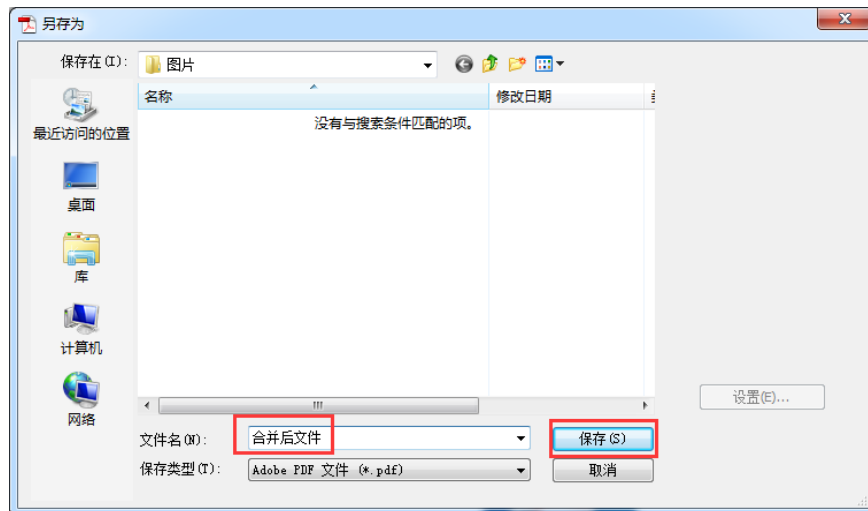 另存为
保存在(I):
图片
名称
修改日期
没有与搜索条件匹配的项。
最近访问的位置
桌面
库
计算机
网络
设置(E)...
文件名(N):
合并后文件
保存(S)
保存类型(T):
Adobe PDF 文件 (*.pdf)
取消